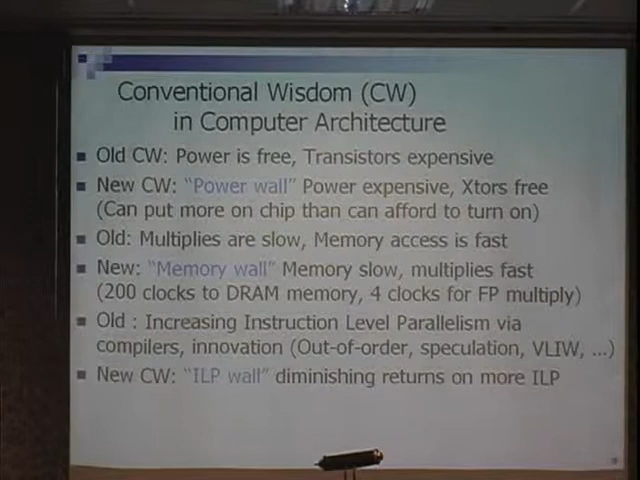 Conventional Wisdom (CW)
in Computer Architecture
Old CW: Power is free, Transistors expensive
New CW: “Power wall” Power expensive, Xtors free
(Can put more on chip than can afford to turn on)
Old: Multiplies are slow, Memory access is fast
New: “Memory wall” Memory slow, multiplies fast
(200 clocks to DRAM memory, 4 clocks for FP multiply)
Old : Increasing Instruction Level Parallelism via
compilers, innovation (Out-of-order, speculation, VLIW, ...)
New CW: “ILP wall” diminishing returns on more ILP